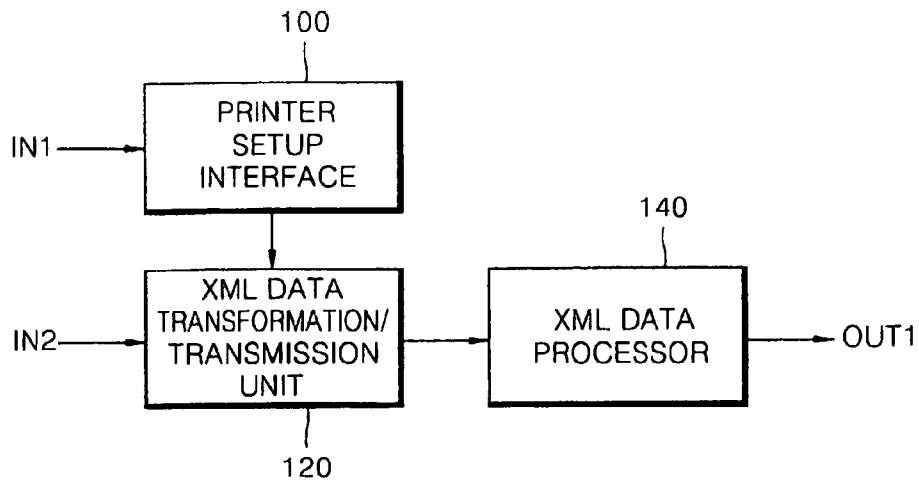 100
IN1
PRINTER
SETUP
INTERFACE
140
IN2
XML DATA
TRANSFORMATION/
TRANSMISSION
UNIT
XML DATA
PROCESSOR
OUT1
120